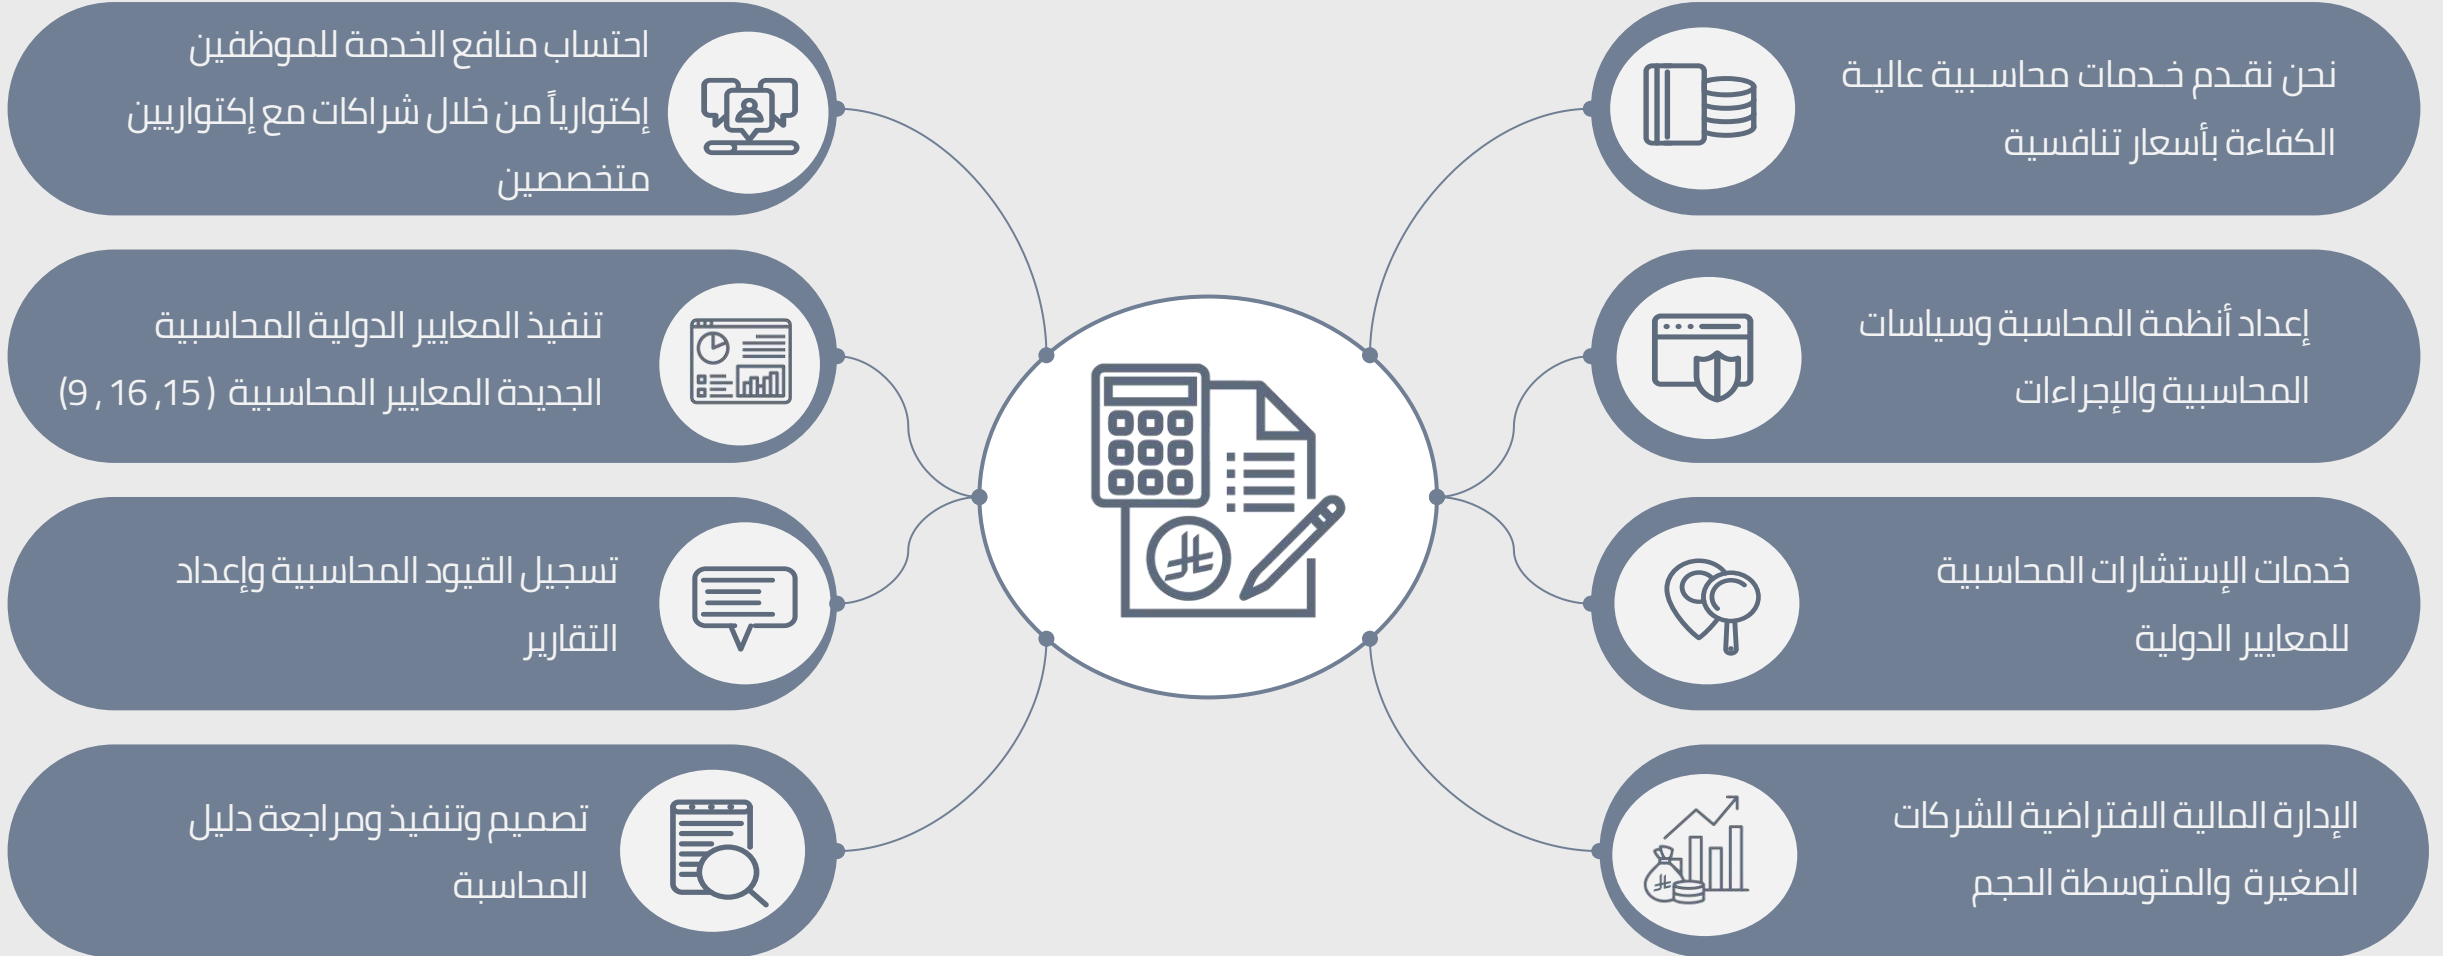 نحن نقـدم خـدمات محاسـبية عاليـة
الكفاءة بأسعار تنافسية
إعداد أنظمة المحاسبة وسياسات
المحاسبية والإجراءات
خدمات الإستشارات المحاسبية
للمعايير الدولية
الإدارة المالية الافتراضية للشركات
الصغيرة والمتوسطة الحجم
احتساب منافع الخدمة للموظفين
إكتوارياً من خلال شراكات مع إكتواريين
متخصصين
تنفيذ المعايير الدولية المحاسبية
الجديدة المعايير المحاسبية ( 15, 16 , 9)
تسجيل القيود المحاسبية وإعداد
التقارير
تصميم وتنفيذ ومراجعة دليل
المحاسبة